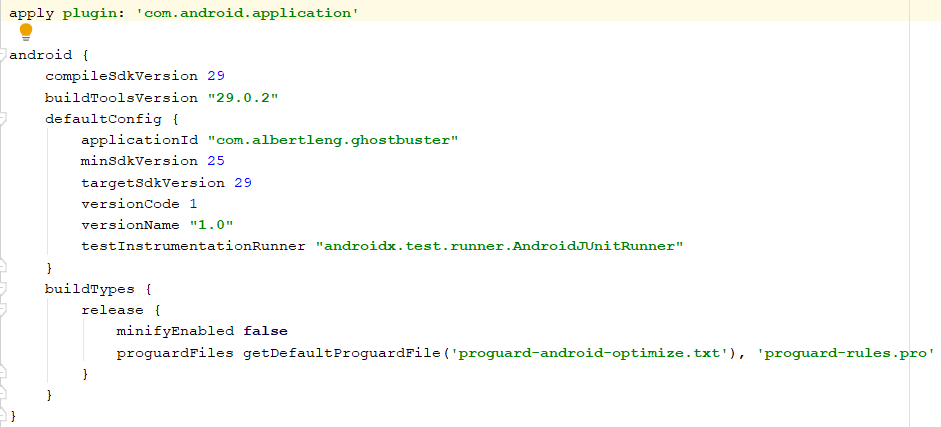 apply plugin: 'com.android.application'
android {
compileSdkVersion 29
buildToolsVersion "29.0.2"
defaultConfig {
applicationId "com.albertleng.ghostbuster"
minSdkVersion 25
targetSdkVersion 29
versionCode 1
versionName "1.0"
testInstrumentationRunner "androidx.test.runner.AndroidJUnitRunner"
}
buildTypes {
release {
minifyEnabled false
proguardFiles getDefaultProguardFile('proguard-android-optimize.txt'), 'proguard-rules.pro'
}
}
}